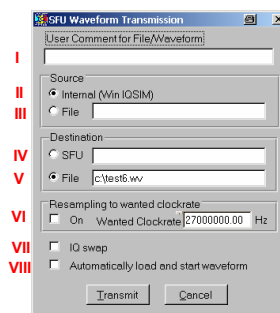 SFU Waveform Transmission
User Comment for File/Waveform
I
Source
II Internal (Win IQSIM)
III File
Destination
IV SFU
V File c:\test6.wv
Resampling to wanted clockrate
VI On Wanted Clockrate 27000000.00 Hz
VII IQ swap
VIII Automatically load and start waveform
Transmit Cancel